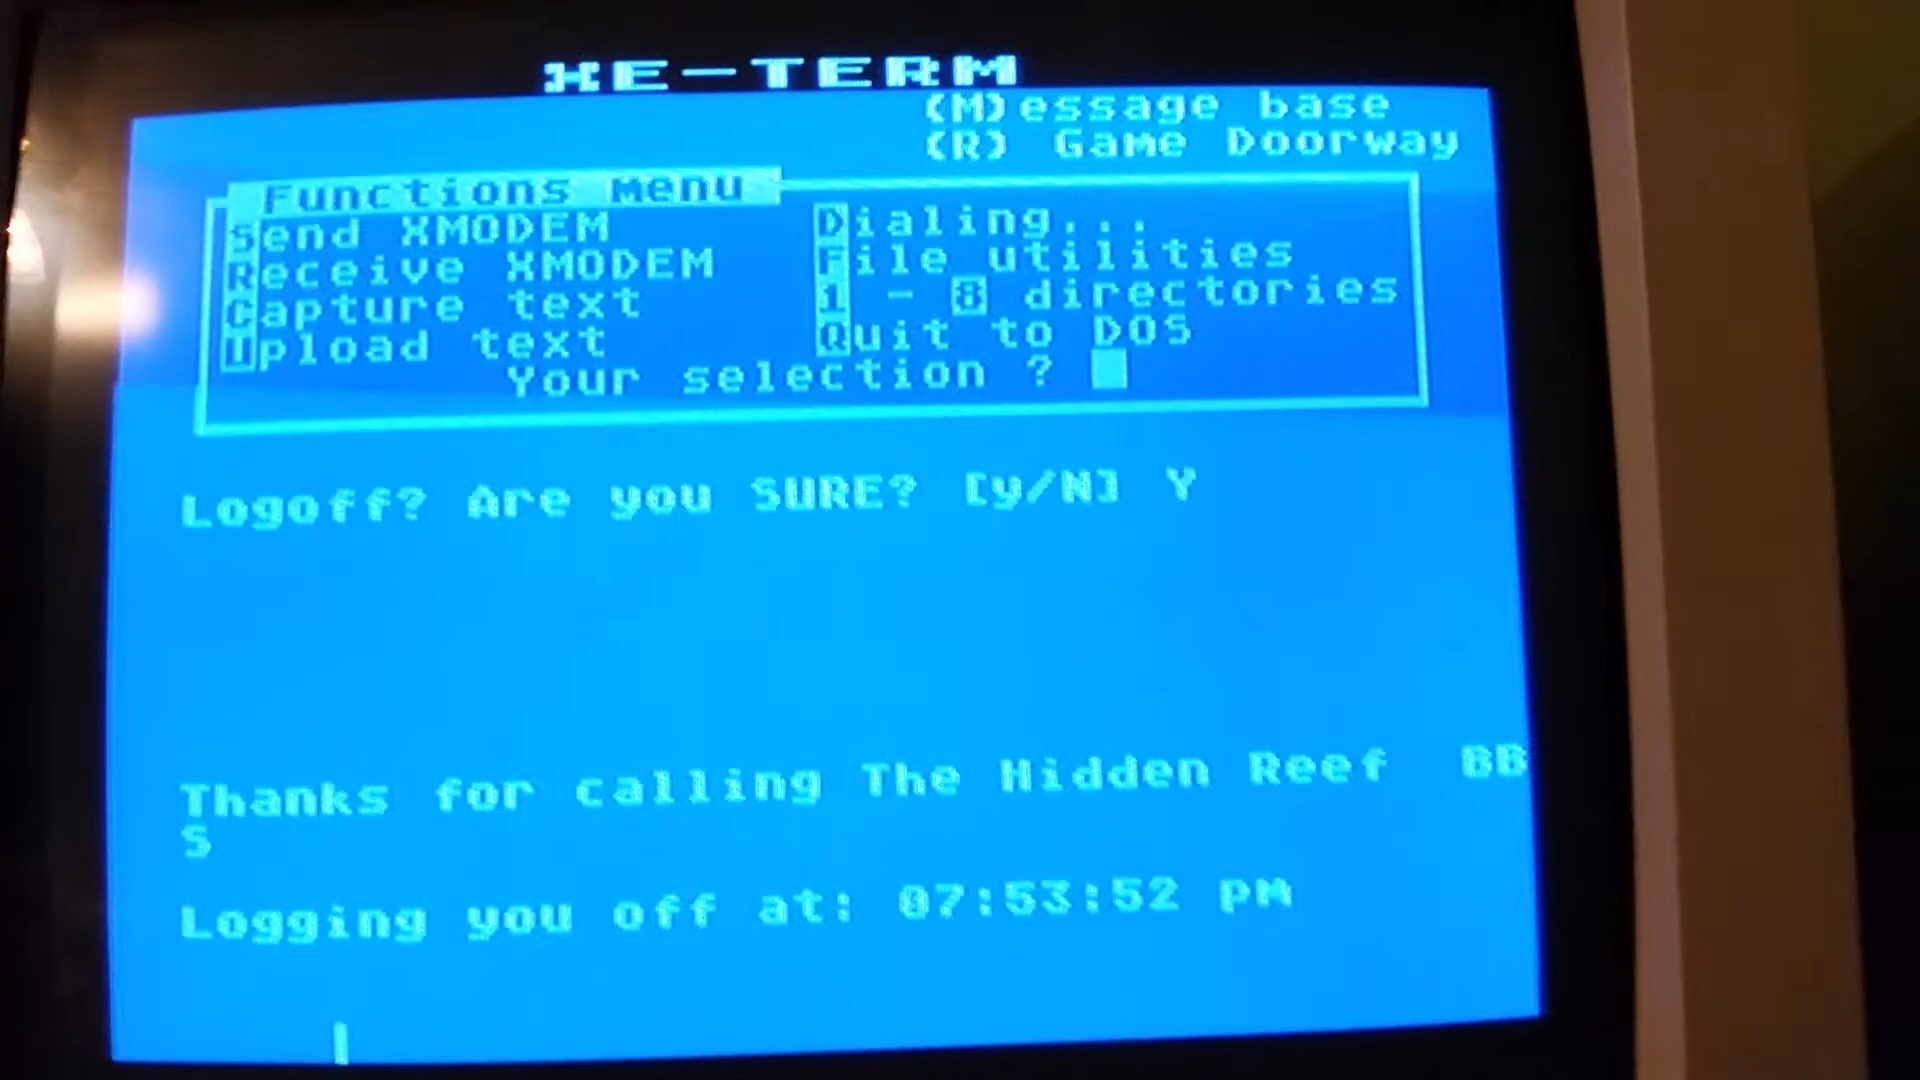 XE-TERM
(M)essage base
(R) Game Doorway
Functions Menu
Send XMODEM Dialing...
Receive XMODEM File utilities
Capture text 1 - 8 directories
Upload text Quit to DOS
Your selection ?
Logoff? Are you SURE? [y/N] Y
Thanks for calling The Hidden Reef BB
S
Logging you off at: 07:53:52 pm